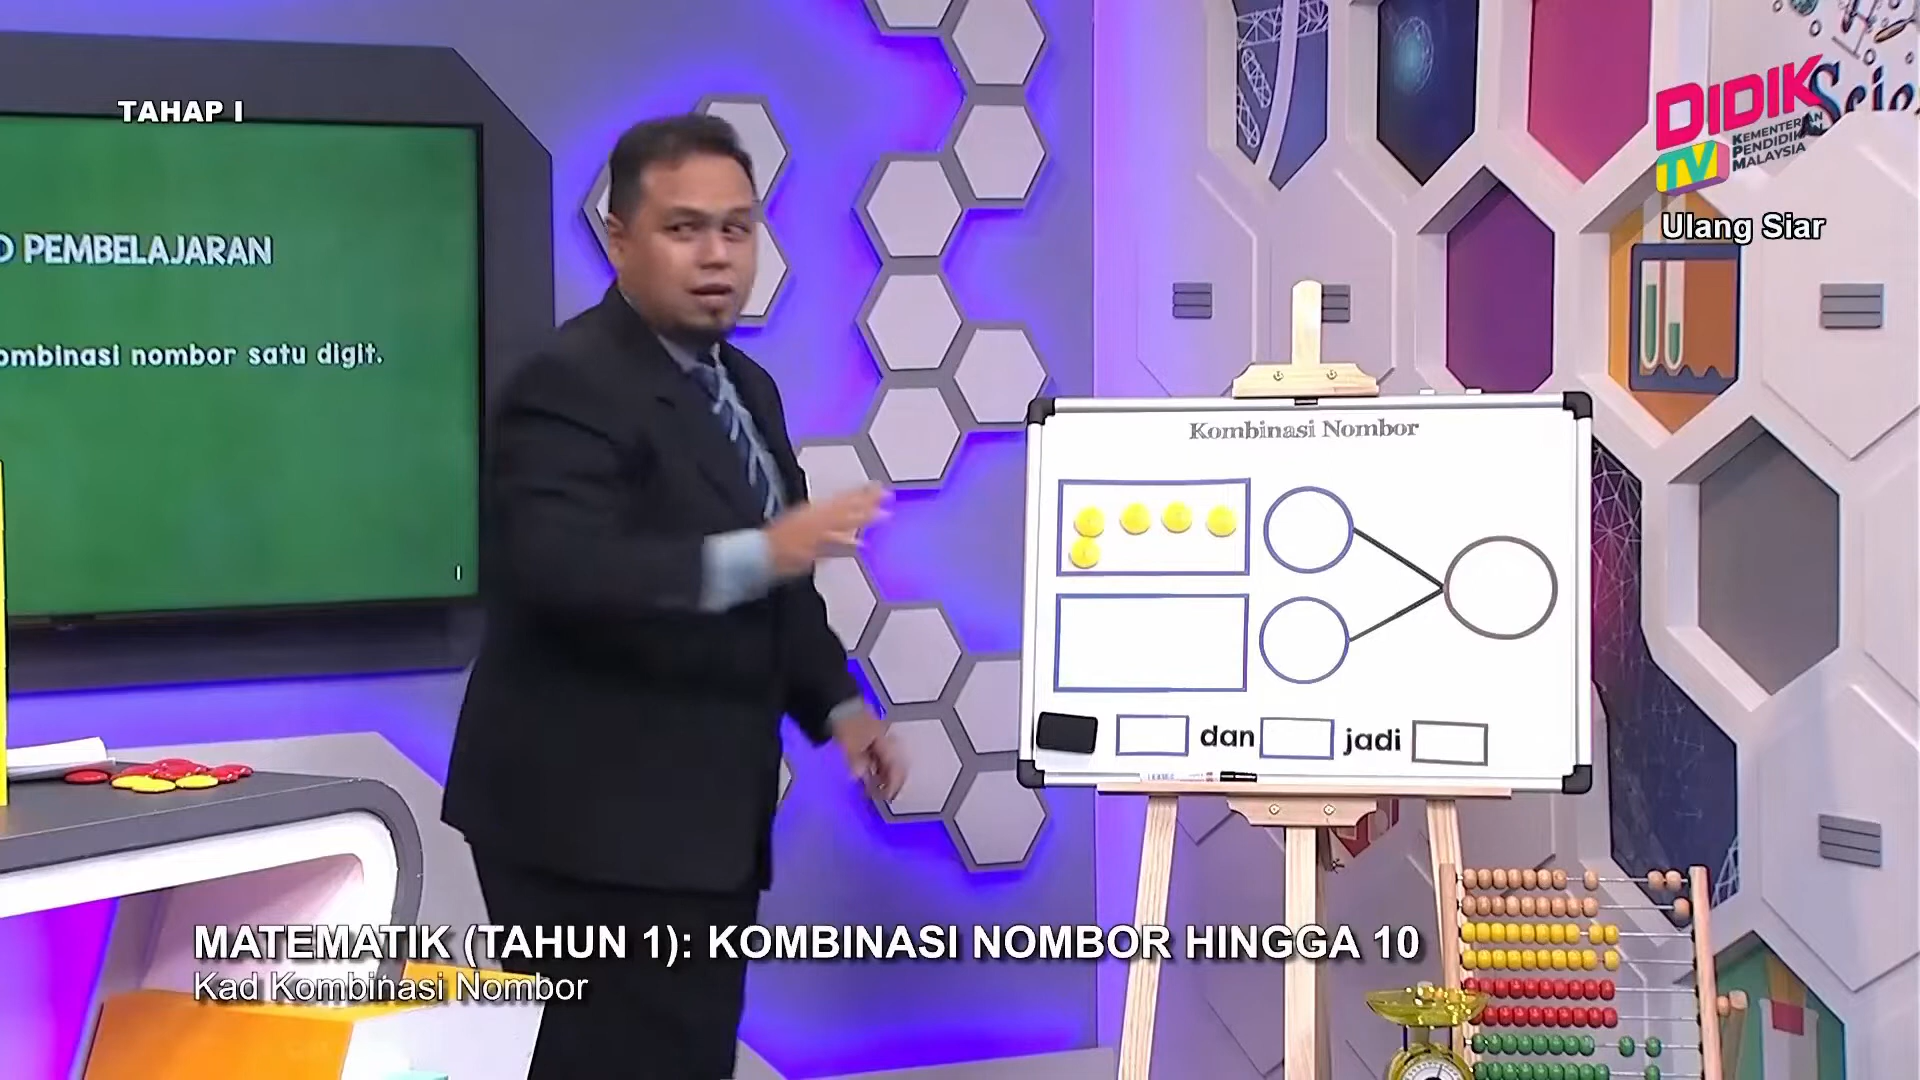 TAHAP I
PEMBELAJARAN
ombinasi nombor satu digit.
1
DIDIK
TV
KEMENTERIAN
PENDIDIKAN
MALAYSIA
Ulang Siar
Kombinasi Nombor
dan
jadi
MATEMATIK (TAHUN 1): KOMBINASI NOMBOR HINGGA 10
Kad Kombinasi Nombor